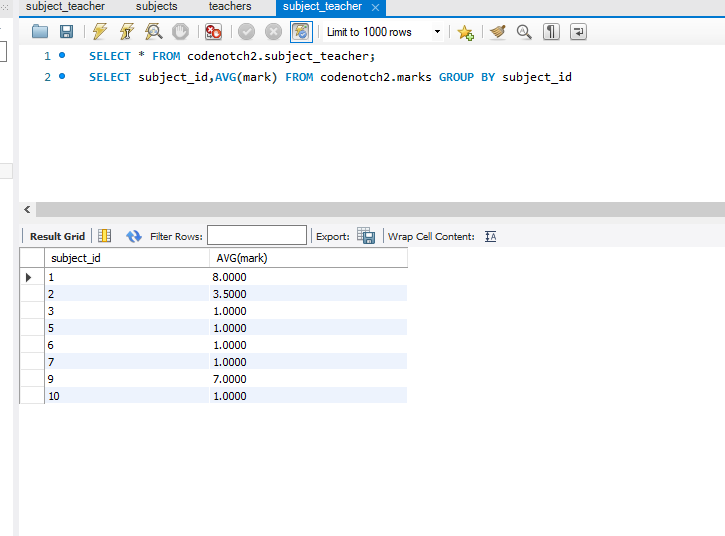 subject_teacher subjects teachers subject_teacher
Limit to 1000 rows
1 SELECT * FROM codenotch2.subject_teacher;
2 SELECT subject_id,AVG(mark) FROM codenotch2.marks GROUP BY subject_id
Result Grid Filter Rows: Export: Wrap Cell Content:
subject_id AVG(mark)
1 8.0000
2 3.5000
3 1.0000
5 1.0000
6 1.0000
7 1.0000
9 7.0000
10 1.0000